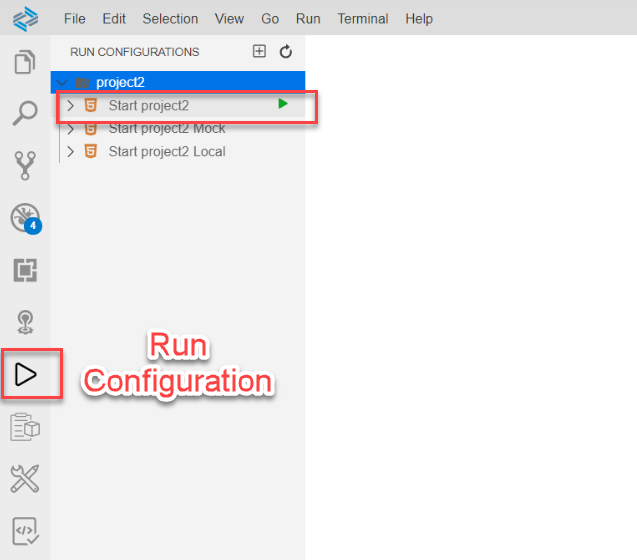 File Edit Selection View Go Run Terminal Help
RUN CONFIGURATIONS
project2
Start project2
Start project2 Mock
Start project2 Local
4
Run
Configuration